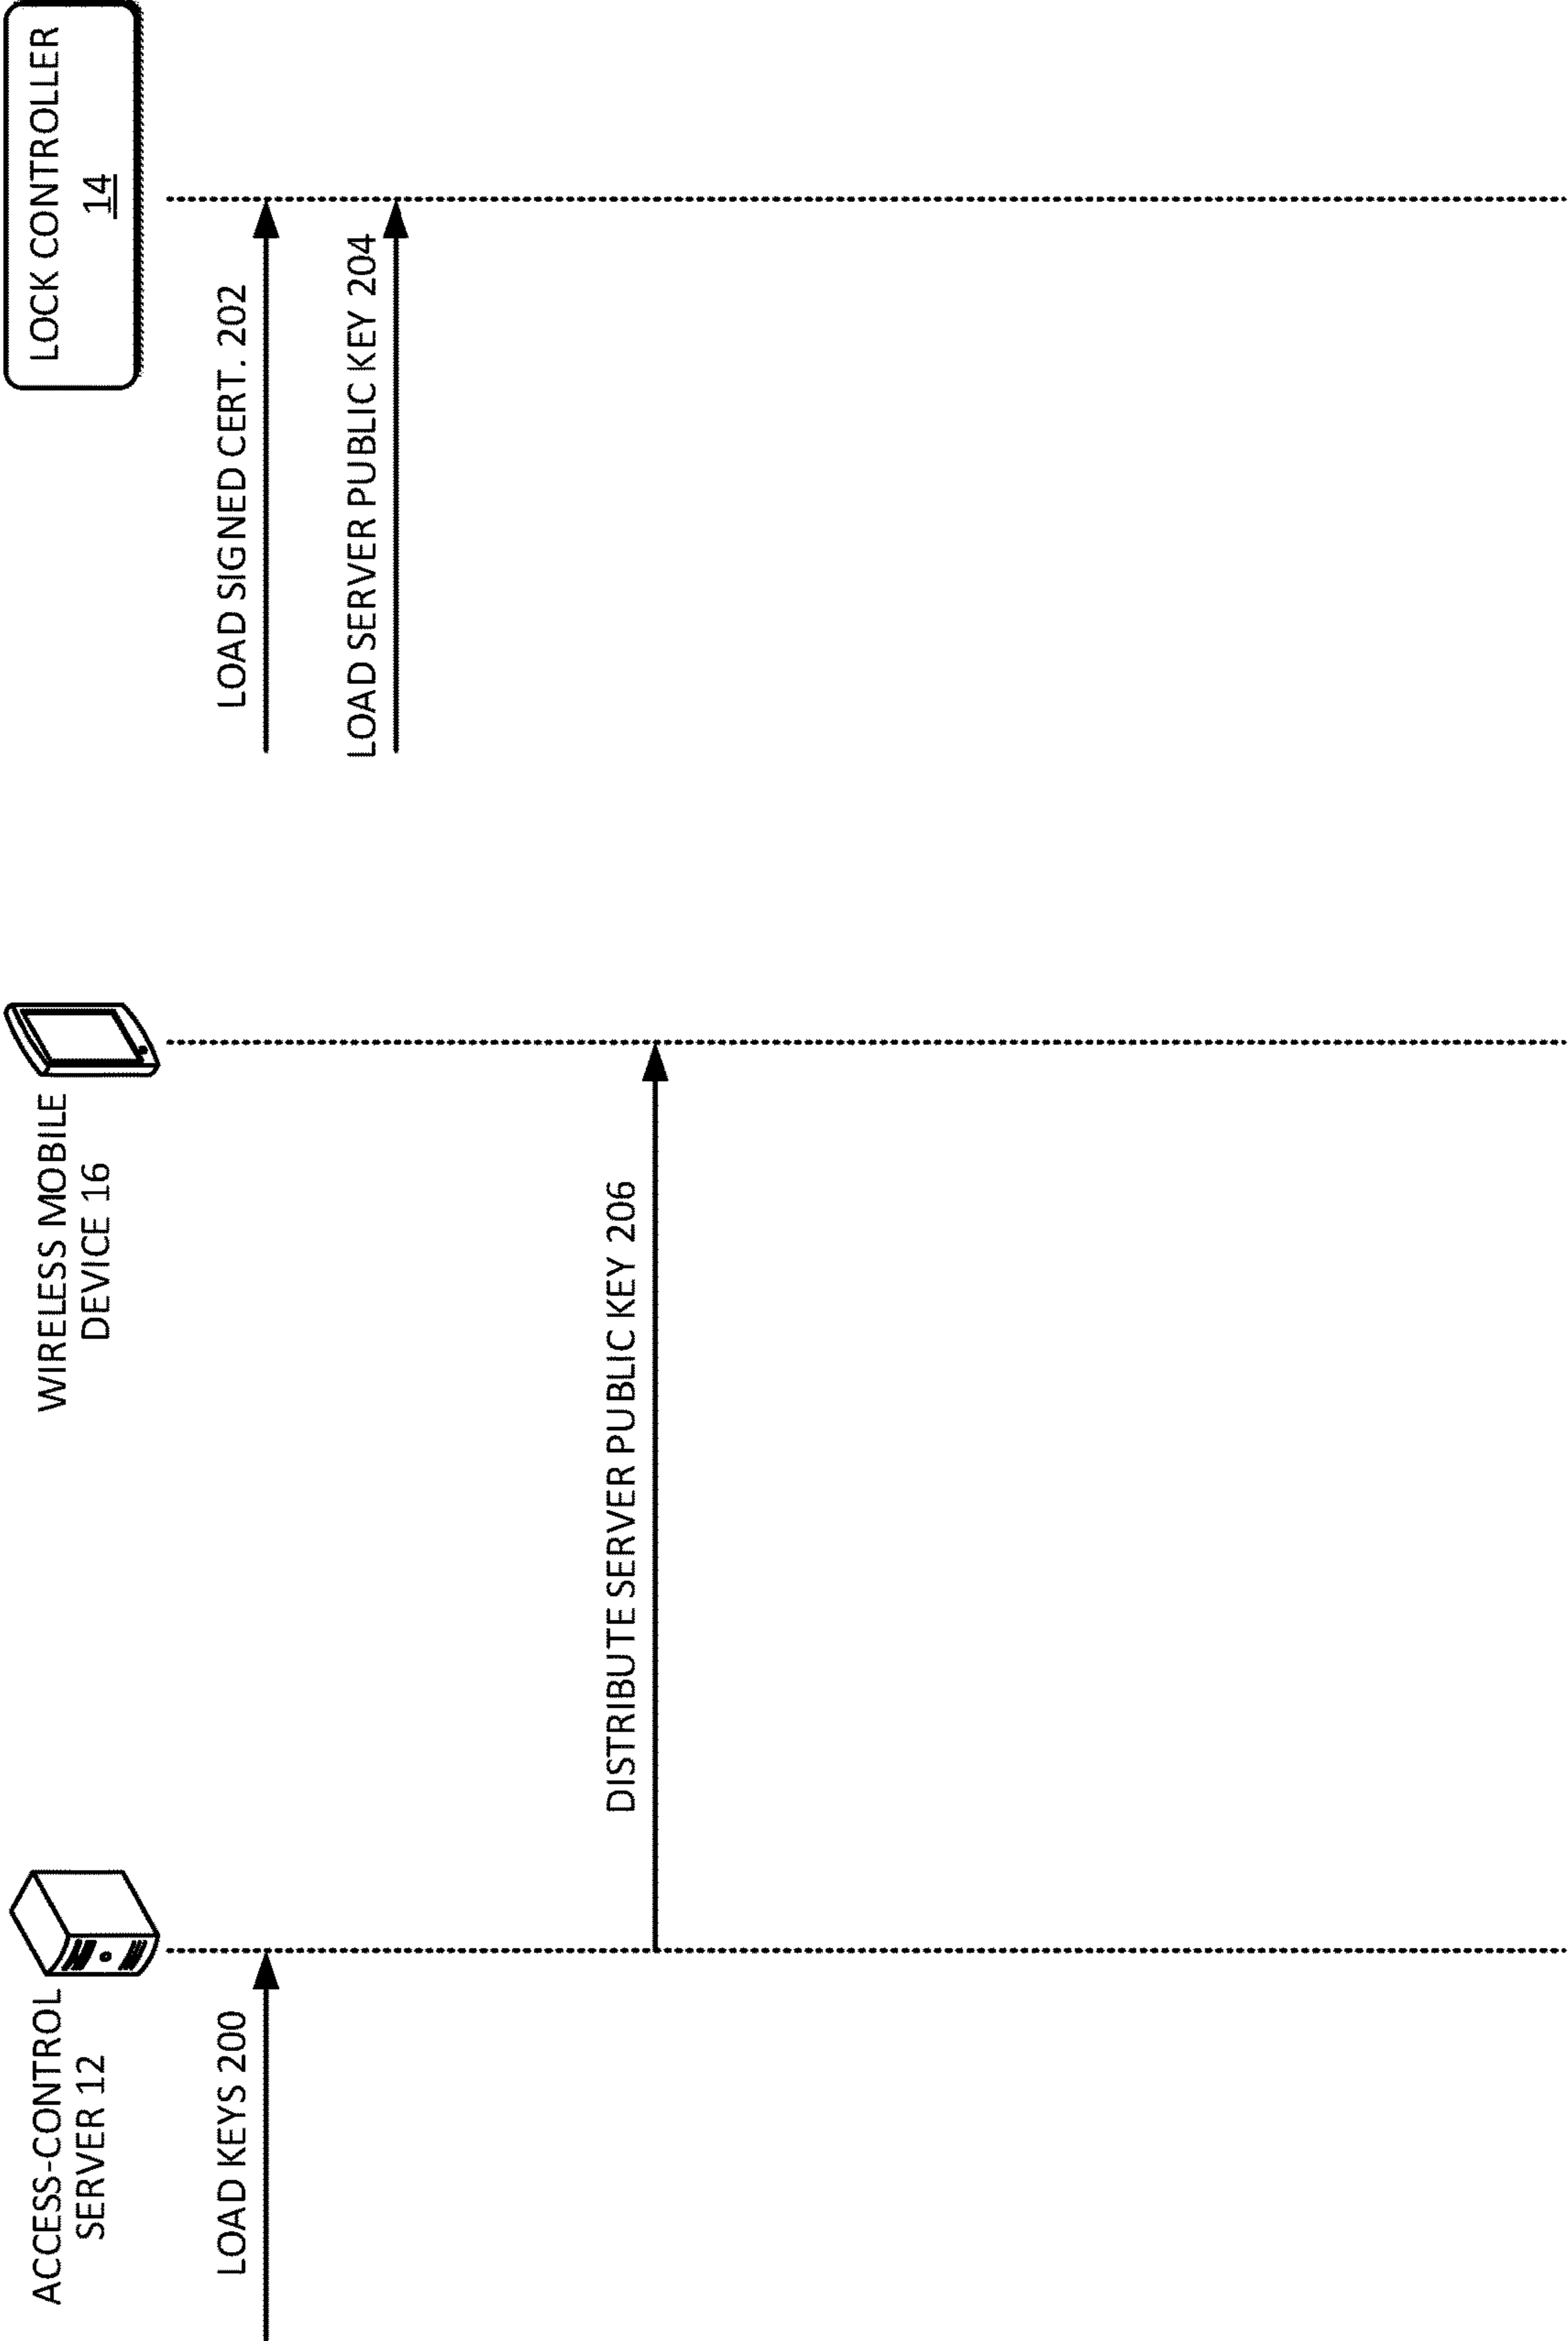 ACCESS-CONTROL
SERVER 12
WIRELESS MOBILE
DEVICE 16
LOCK CONTROLLER
14
LOAD KEYS 200
LOAD SIGNED CERT. 202
LOAD SERVER PUBLIC KEY 204
DISTRIBUTE SERVER PUBLIC KEY 206